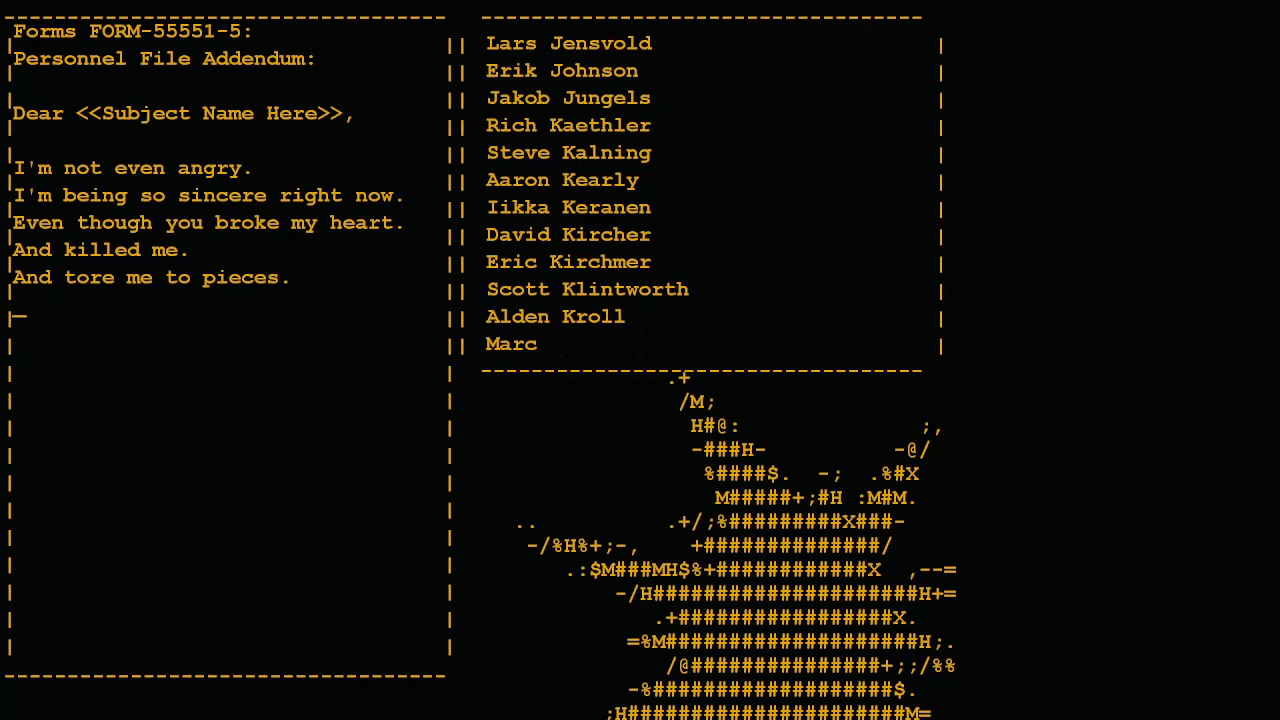 Forms FORM-55551-5:
Personnel File Addendum:
Dear <<Subject Name Here>>,
I'm not even angry.
I'm being so sincere right now.
Even though you broke my heart.
And killed me.
And tore me to pieces.
Lars Jensvold
Erik Johnson
Jakob Jungels
Rich Kaethler
Steve Kalning
Aaron Kearly
Iikka Keranen
David Kircher
Eric Kirchmer
Scott Klintworth
Alden Kroll
Marc